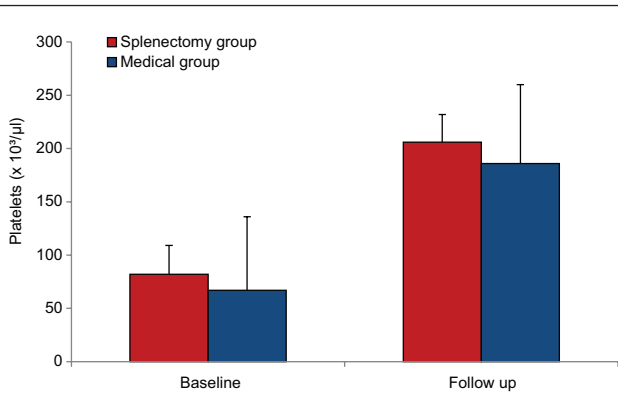 300
250
200
150
100
50
0
Platelets (x 10³/µl)
Splenectomy group
Medical group
Baseline
Follow up